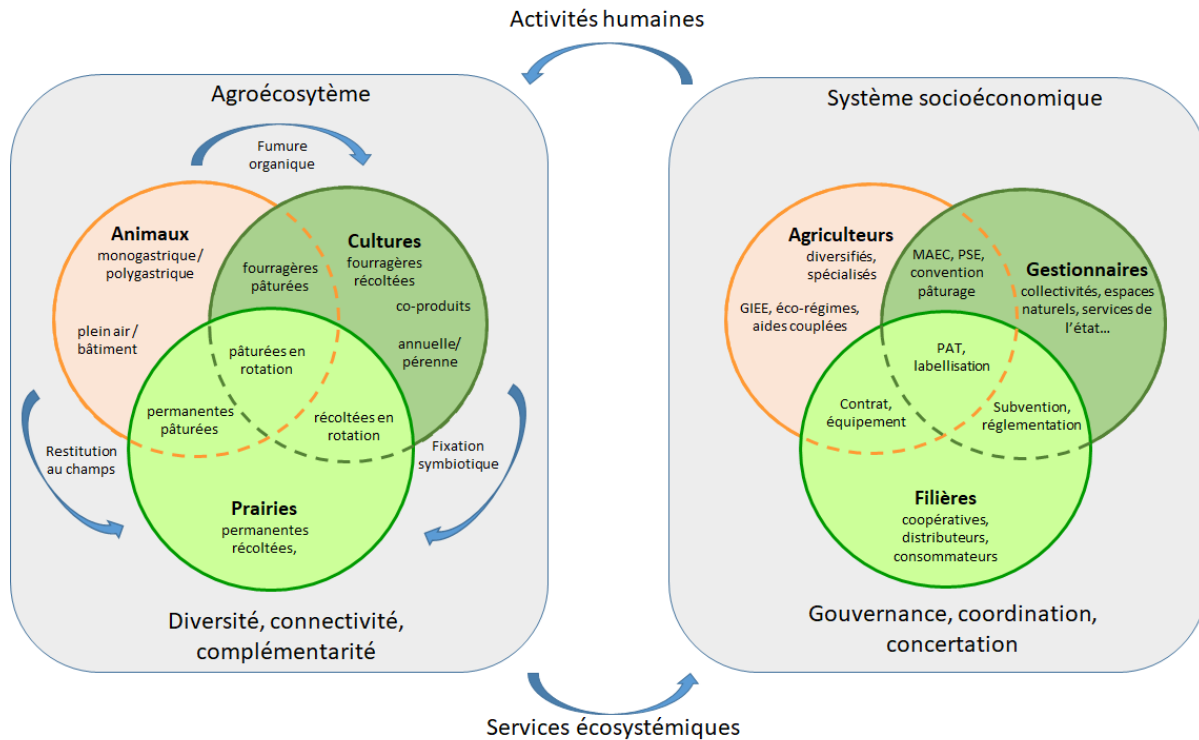 Activités humaines
Agroécosytème
Fumure
organique
Animaux
monogastrique/
polygastrique
plein air /
bâtiment
fourragères
pâturées
Cultures
fourragères
récoltées
co-produits
annuelle/
pérenne
pâturées en
rotation
permanentes
pâturées
récoltées en
rotation
Restitution
au champs
Fixation
symbiotique
Prairies
permanentes
récoltées,
Diversité, connectivité,
complémentarité
Système socioéconomique
Agriculteurs
diversifiés,
spécialisés
GIEE, éco-régimes,
aides couplées
MAEC, PSE,
convention
pâturage
Gestionnaires
collectivités, espaces
naturels, services de
l’état…
PAT,
labellisation
Contrat,
équipement
Subvention,
réglementation
Filières
coopératives,
distributeurs,
consommateurs
Gouvernance, coordination,
concertation
Services écosystémiques